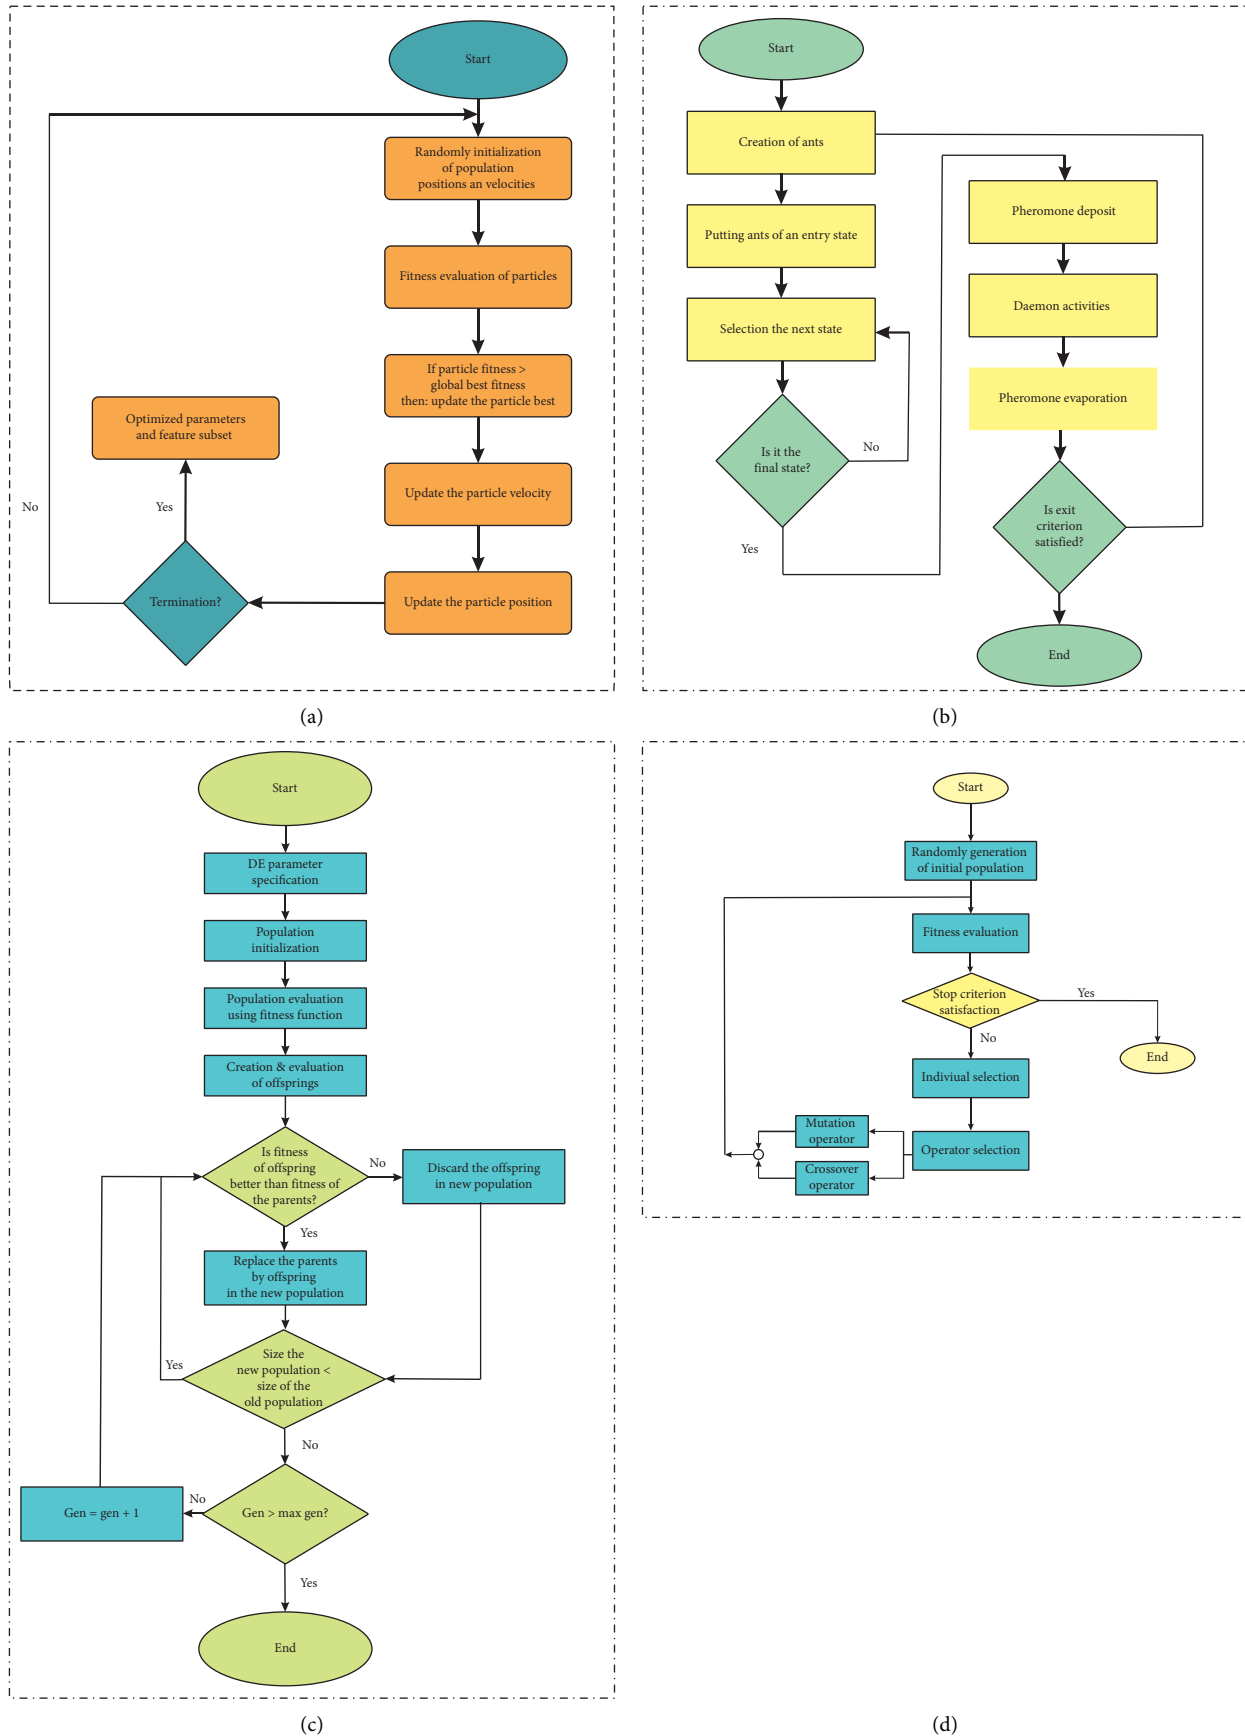 Start
Randomly initialization
of population
positions an velocities
Fitness evaluation of particles
If particle fitness >
global best fitness
then: update the particle best
Optimized parameters
and feature subset
Update the particle velocity
No
Yes
Termination?
Update the particle position
(a)
Start
Creation of ants
Putting ants of an entry state
Selection the next state
Is it the
final state?
No
Yes
Pheromone deposit
Daemon activities
Pheromone evaporation
Is exit
criterion
satisfied?
End
(b)
Start
DE parameter
specification
Population
initialization
Population evaluation
using fitness function
Creation & evaluation
of offsprings
Is fitness
of offspring
better than fitness of
the parents?
No
Discard the offspring
in new population
Yes
Replace the parents
by offspring
in the new population
Size the
new population <
size of the
old population
Yes
No
Gen > max gen?
No
Gen = gen + 1
Yes
End
(c)
Start
Randomly generation
of initial population
Fitness evaluation
Stop criterion
satisfaction
Yes
No
End
Indiviual selection
Operator selection
Mutation
operator
Crossover
operator
(d)